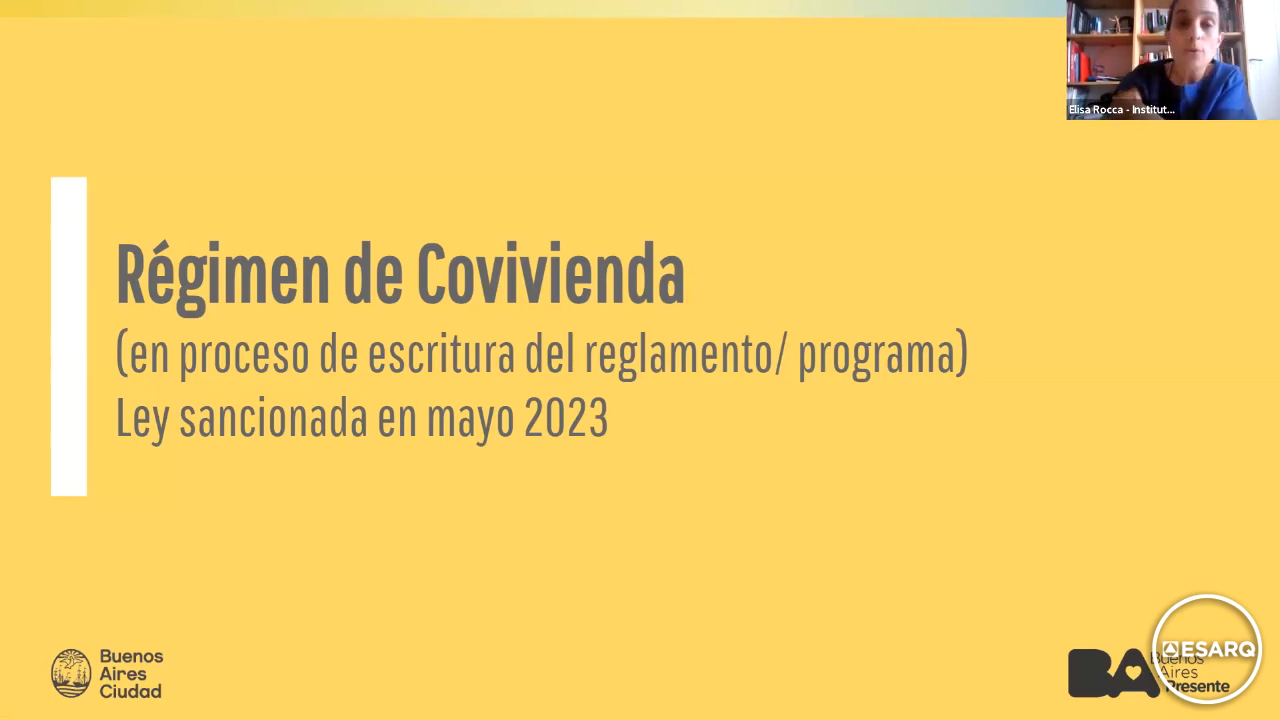 Elisa Rocca - Institut...
Régimen de Covivienda
(en proceso de escritura del reglamento/ programa)
Ley sancionada en mayo 2023
Buenos
Aires
Ciudad
BA
Buenos
Aires
Presente
ESARQ